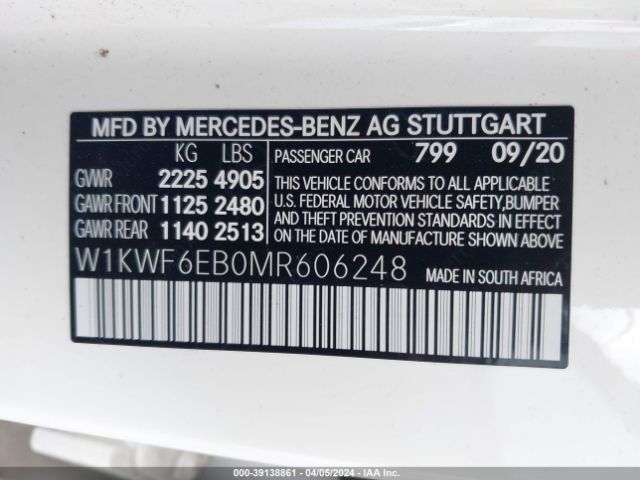 MFD BY MERCEDES-BENZ AG STUTTGART
KG LBS
GVWR 2225 4905
GAWR FRONT 1125 2480
GAWR REAR 1140 2513
PASSENGER CAR 799 09/20
THIS VEHICLE CONFORMS TO ALL APPLICABLE
U.S. FEDERAL MOTOR VEHICLE SAFETY,BUMPER
AND THEFT PREVENTION STANDARDS IN EFFECT
ON THE DATE OF MANUFACTURE SHOWN ABOVE.
W1KWF6EB0MR606248 MADE IN SOUTH AFRICA
000-39138861 - 04/05/2024 - IAAI.COM